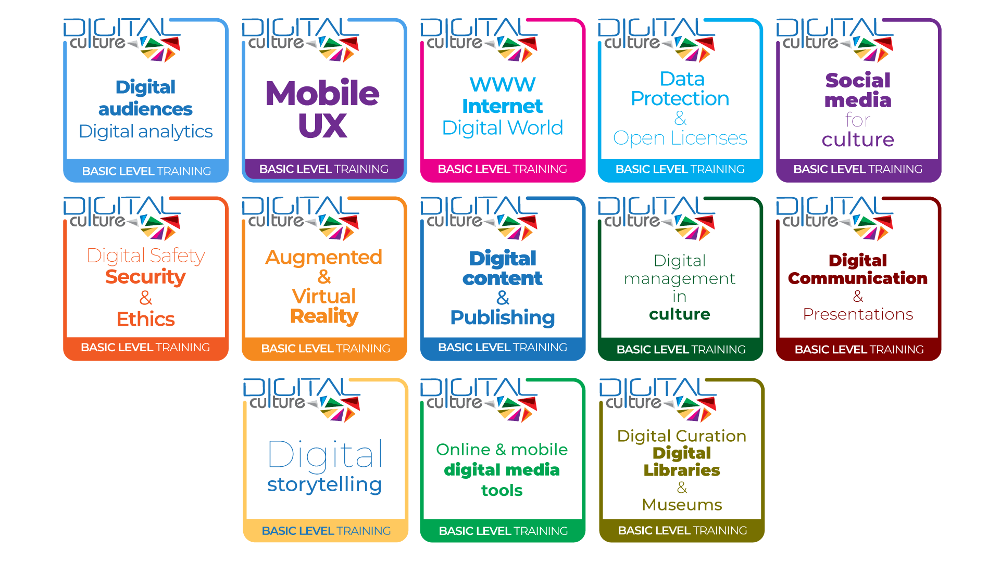 DIGITAL
culture
Digital
audiences
Digital analytics
BASIC LEVEL TRAINING
DIGITAL
culture
Mobile
UX
BASIC LEVEL TRAINING
DIGITAL
culture
WWW
Internet
Digital World
BASIC LEVEL TRAINING
DIGITAL
culture
Data
Protection
&
Open Licenses
BASIC LEVEL TRAINING
DIGITAL
culture
Social
media
for
culture
BASIC LEVEL TRAINING
DIGITAL
culture
Digital Safety
Security
&
Ethics
BASIC LEVEL TRAINING
DIGITAL
culture
Augmented
&
Virtual
Reality
BASIC LEVEL TRAINING
DIGITAL
culture
Digital
content
&
Publishing
BASIC LEVEL TRAINING
DIGITAL
culture
Digital
management
in
culture
BASIC LEVEL TRAINING
DIGITAL
culture
Digital
Communication
&
Presentations
BASIC LEVEL TRAINING
DIGITAL
culture
Digital
storytelling
BASIC LEVEL TRAINING
DIGITAL
culture
Online & mobile
digital media
tools
BASIC LEVEL TRAINING
DIGITAL
culture
Digital Curation
Digital
Libraries
&
Museums
BASIC LEVEL TRAINING